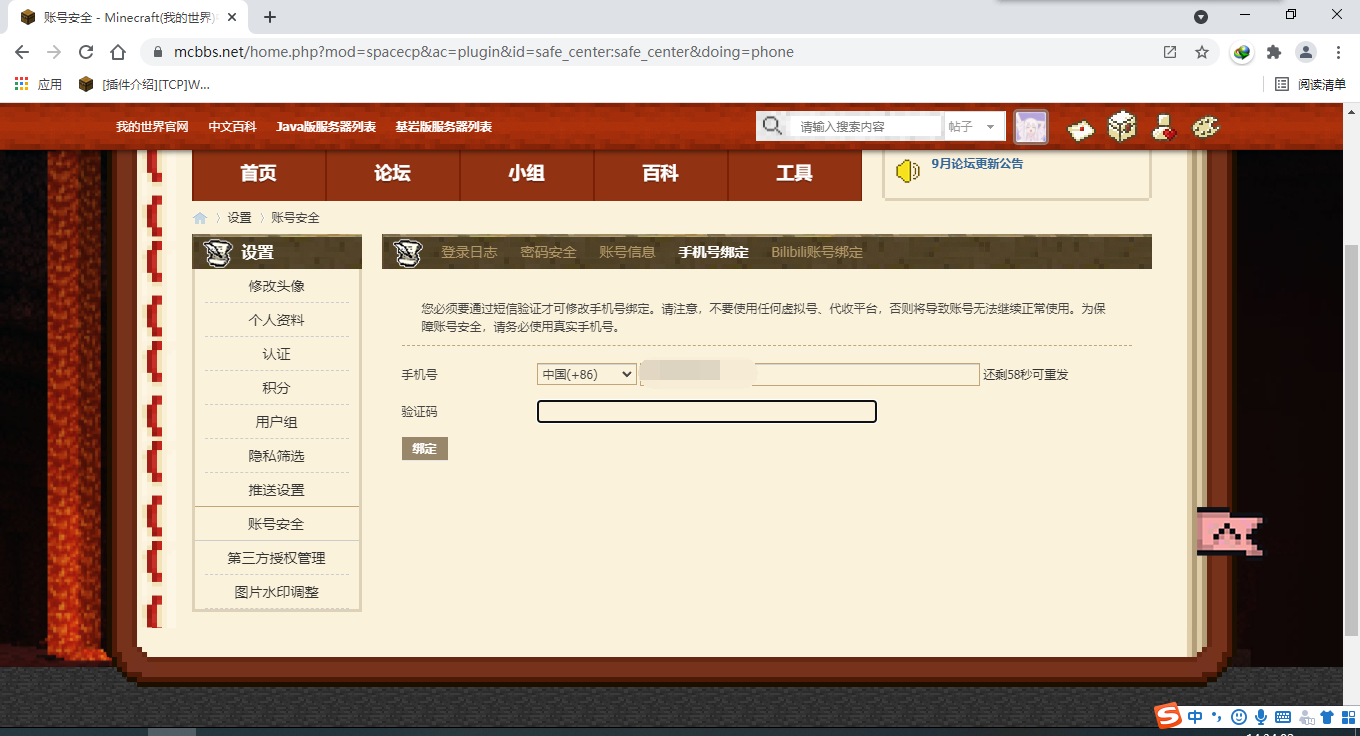 账号安全 - Minecraft(我的世界)
mcbbs.net/home.php?mod=spacecp&ac=plugin&id=safe_center:safe_center&doing=phone
应用 [插件介绍][TCP]W... 阅读清单
我的世界官网 中文百科 Java版服务器列表 基岩版服务器列表 请输入搜索内容 帖子
首页 论坛 小组 百科 工具 9月论坛更新公告
设置 账号安全
设置
修改头像
个人资料
认证
积分
用户组
隐私筛选
推送设置
账号安全
第三方授权管理
图片水印调整
登录日志 密码安全 账号信息 手机号绑定 Bilibili账号绑定
您必须要通过短信验证才可修改手机号绑定。请注意，不要使用任何虚拟号、代收平台，否则将导致账号无法继续正常使用。为保
障账号安全，请务必使用真实手机号。
手机号 中国(+86) 还剩58秒可重发
验证码
绑定
中